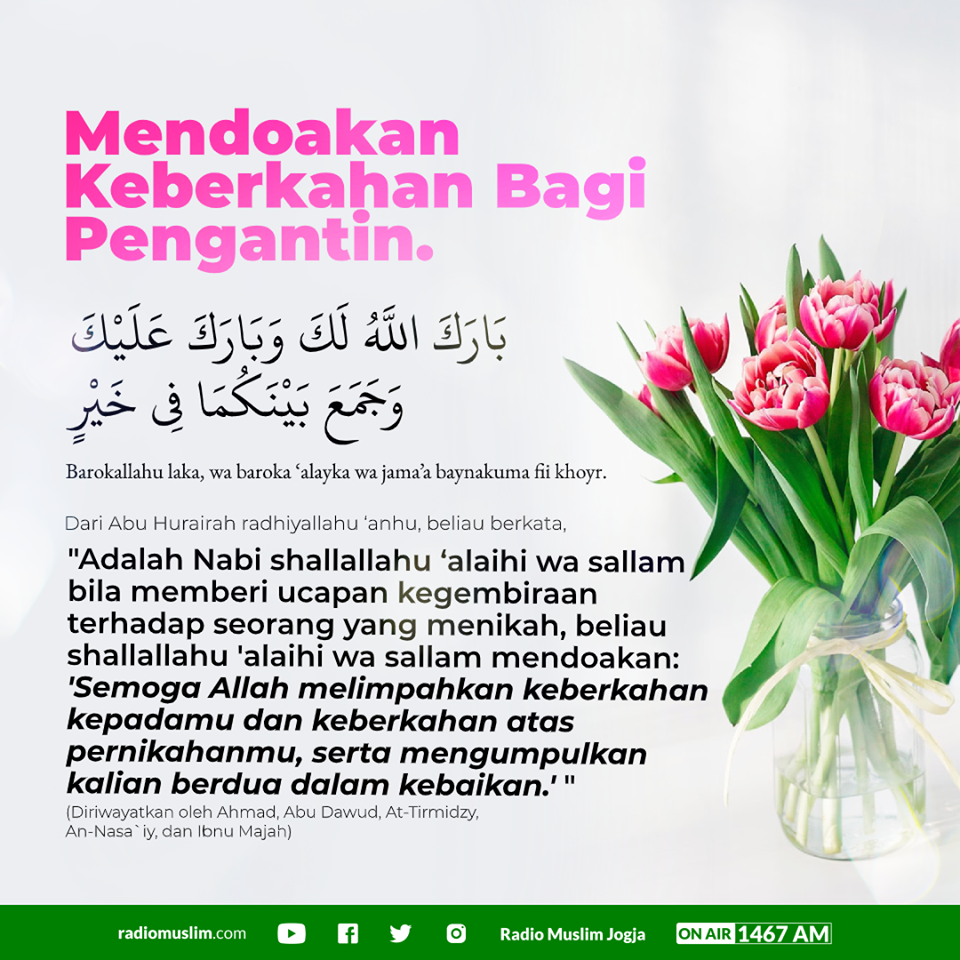 Mendoakan
Keberkahan Bagi
Pengantin.
بَارَكَ اللَّهُ لَكَ وَبَارَكَ عَلَيْكَ
وَجَمَعَ بَيْنَكُمَا فِى خَيْرٍ
Barokallahu laka, wa baroka ‘alayka wa jama’a baynakuma fii khoyr.
Dari Abu Hurairah radhiyallahu ‘anhu, beliau berkata,
"Adalah Nabi shallallahu ‘alaihi wa sallam
bila memberi ucapan kegembiraan
terhadap seorang yang menikah, beliau
shallallahu 'alaihi wa sallam mendoakan:
'Semoga Allah melimpahkan keberkahan
kepadamu dan keberkahan atas
pernikahanmu, serta mengumpulkan
kalian berdua dalam kebaikan.' "
(Diriwayatkan oleh Ahmad, Abu Dawud, At-Tirmidzy,
An-Nasa`iy, dan Ibnu Majah)
radiomuslim.com Radio Muslim Jogja ON AIR 1467 AM